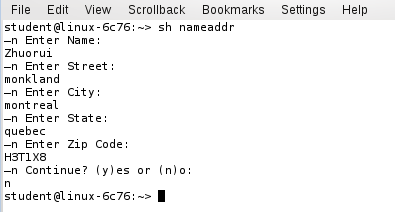 File Edit View Scrollback Bookmarks Settings Help
student@linux-6c76:~> sh nameaddr
–n Enter Name:
Zhuorui
–n Enter Street:
monkland
–n Enter City:
montreal
–n Enter State:
quebec
–n Enter Zip Code:
H3T1X8
–n Continue? (y)es or (n)o:
n
student@linux-6c76:~>